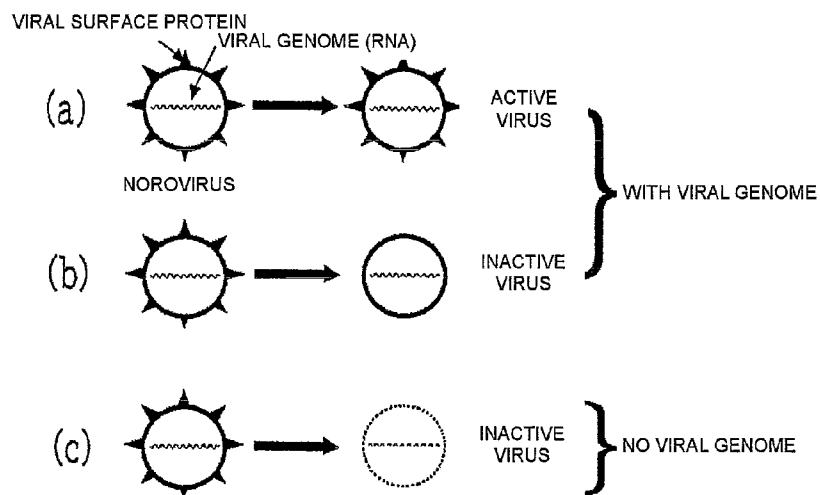 VIRAL SURFACE PROTEIN
VIRAL GENOME (RNA)
(a)
ACTIVE
VIRUS
NOROVIRUS
WITH VIRAL GENOME
(b)
INACTIVE
VIRUS
(c)
INACTIVE
VIRUS
NO VIRAL GENOME